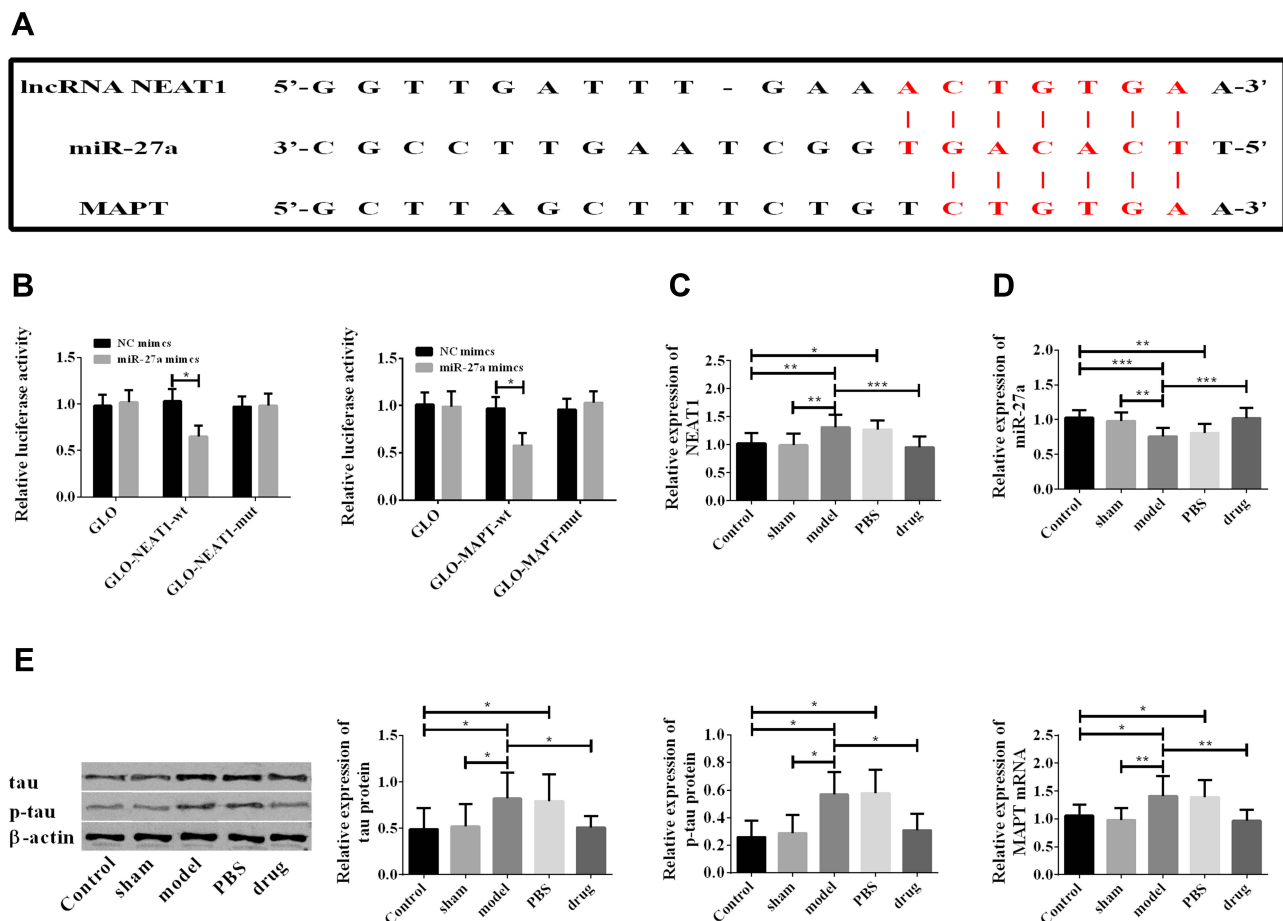 A
lncRNA NEAT1 5'-G G T T G A T T T - G A A A C T G T G A A-3'
miR-27a 3'-C G C C T T G A A T C G G T G A C A C T T-5'
MAPT 5'-G C T T A G C T T T C T G T C T G T G A A-3'
B
Relative luciferase activity
1.5
1.0
0.5
0.0
NC mimcs
miR-27a mimcs
*
GLO
GLO-NEAT1-wt
GLO-NEAT1-mut
Relative luciferase activity
1.5
1.0
0.5
0.0
NC mimcs
miR-27a mimcs
*
GLO
GLO-MAPT-wt
GLO-MAPT-mut
C
Relative expression of
NEAT1
2.5
2.0
1.5
1.0
0.5
0.0
*
**
***
**
Control
sham
model
PBS
drug
D
Relative expression of
miR-27a
2.0
1.5
1.0
0.5
0.0
**
***
***
**
Control
sham
model
PBS
drug
E
tau
p-tau
β-actin
Control
sham
model
PBS
drug
Relative expression of
tau protein
1.5
1.0
0.5
0.0
*
*
*
*
Control
sham
model
PBS
drug
Relative expression of
p-tau protein
1.0
0.8
0.6
0.4
0.2
0.0
*
*
*
*
Control
sham
model
PBS
drug
Relative expression of
MAPT mRNA
2.5
2.0
1.5
1.0
0.5
0.0
*
*
**
**
Control
sham
model
PBS
drug